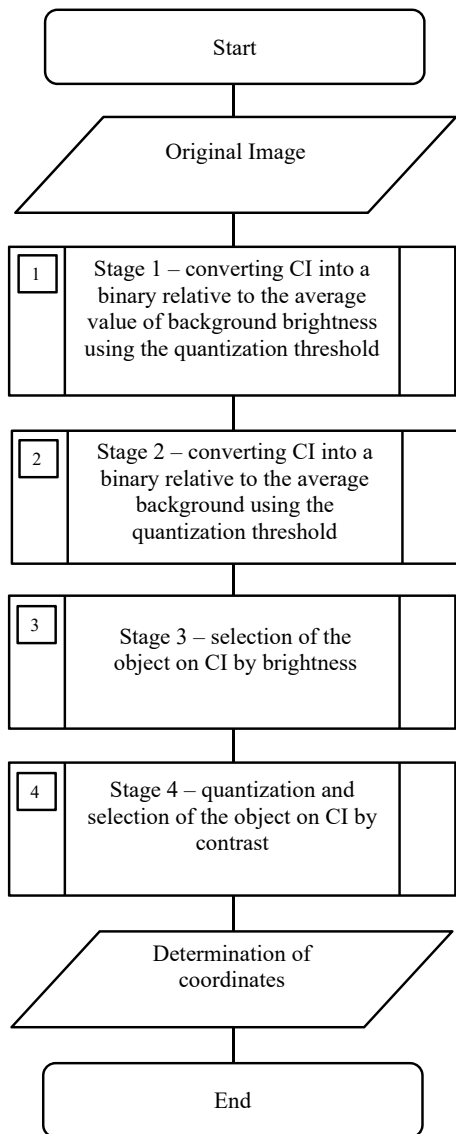 Start
Original Image
1
Stage 1 – converting CI into a
binary relative to the average
value of background brightness
using the quantization threshold
2
Stage 2 – converting CI into a
binary relative to the average
background using the
quantization threshold
3
Stage 3 – selection of the
object on CI by brightness
4
Stage 4 – quantization and
selection of the object on CI by
contrast
Determination of
coordinates
End